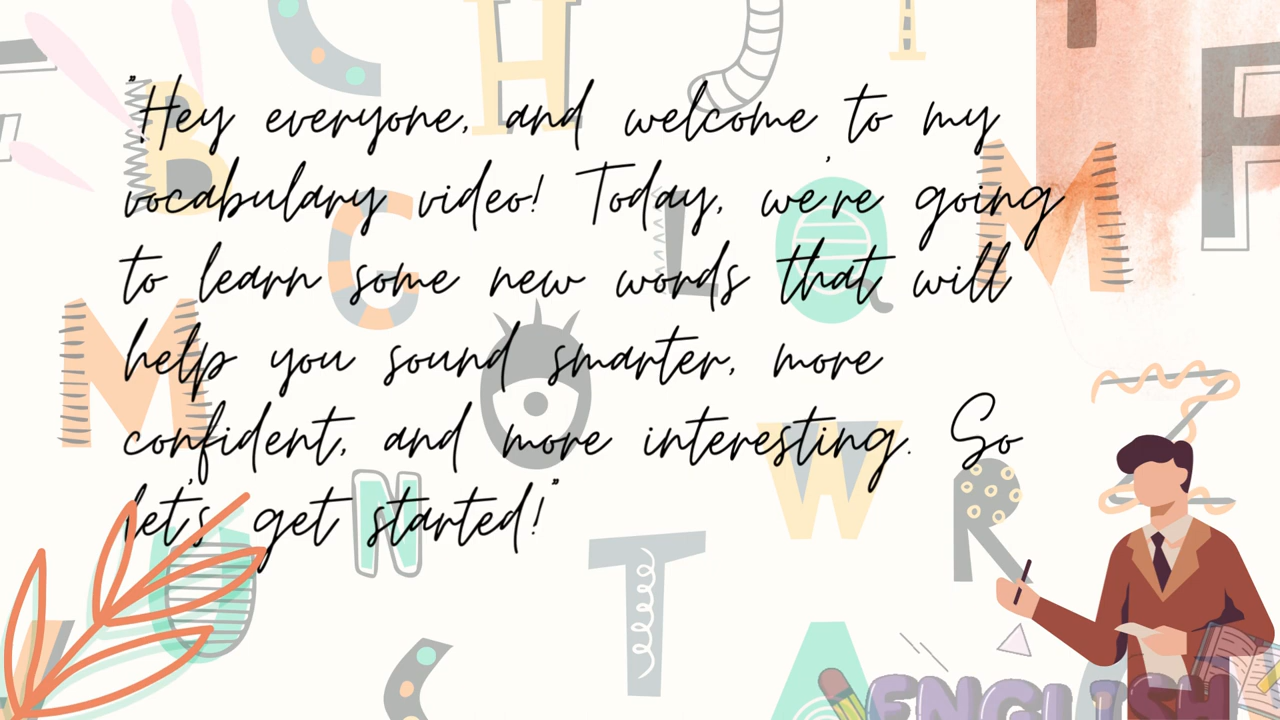 "Hey everyone, and welcome to my
vocabulary video! Today, we're going
to learn some new words that will
help you sound smarter, more
confident, and more interesting. So
let's get started!"
ENGLISH